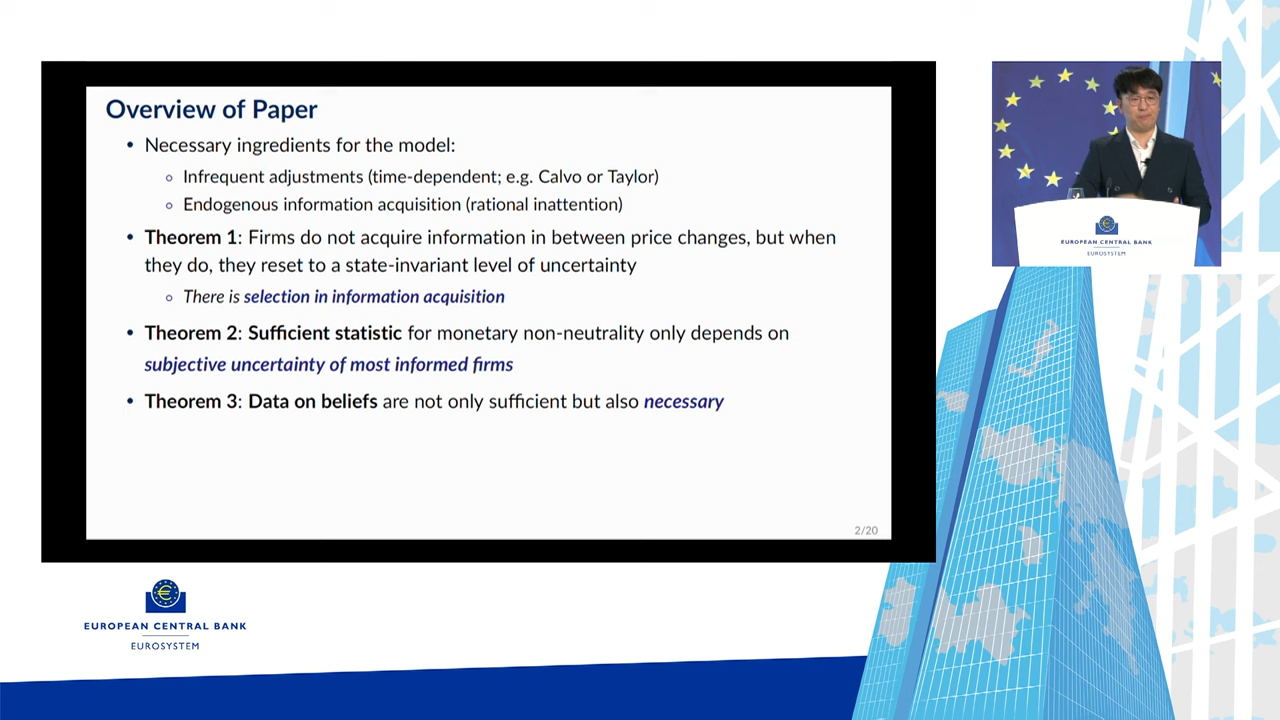 Overview of Paper
• Necessary ingredients for the model:
◦ Infrequent adjustments (time-dependent; e.g. Calvo or Taylor)
◦ Endogenous information acquisition (rational inattention)
• Theorem 1: Firms do not acquire information in between price changes, but when
they do, they reset to a state-invariant level of uncertainty
◦ There is selection in information acquisition
• Theorem 2: Sufficient statistic for monetary non-neutrality only depends on
subjective uncertainty of most informed firms
• Theorem 3: Data on beliefs are not only sufficient but also necessary
2/20
EUROPEAN CENTRAL BANK
EUROSYSTEM
EUROPEAN CENTRAL BANK
EUROSYSTEM